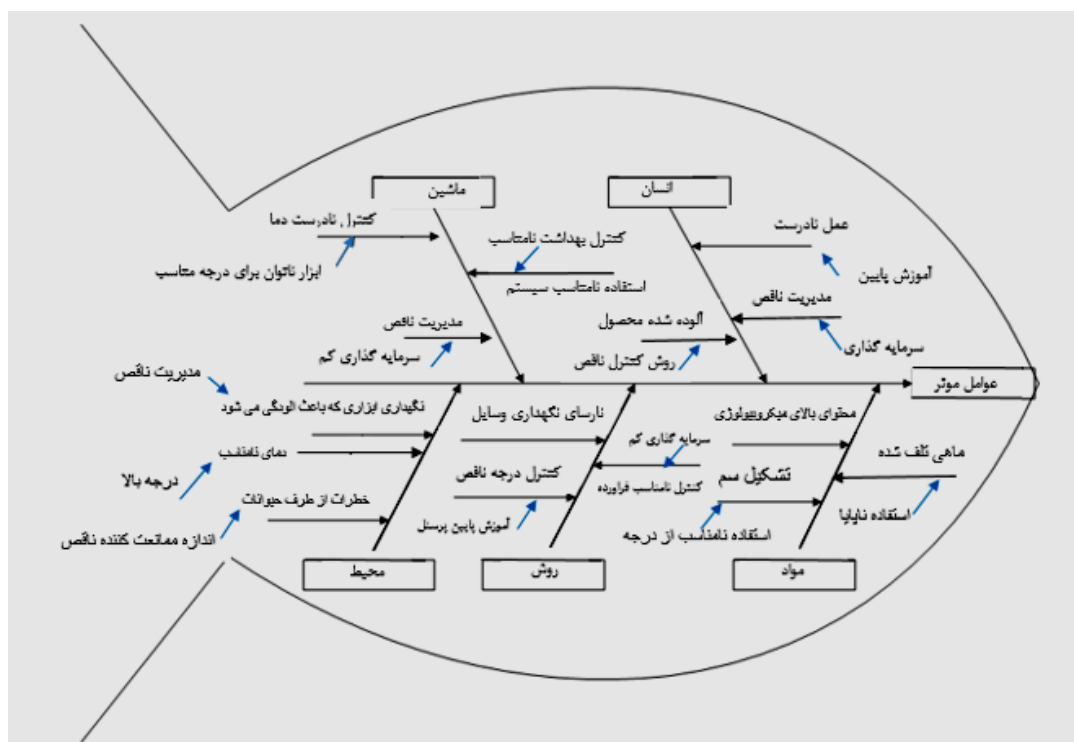 انسان
ماشین
عمل نادرست
کنترل نادرست دما
کنترل بهداشت نامناسب
آموزش پایین
ابزار ناتوان برای درجه مناسب
استفاده نامناسب سیستم
مدیریت ناقص
آلوده شده محصول
مدیریت ناقص
سرمایه گذاری
روش کنترل ناقص
سرمایه گذاری کم
عوامل موثر
مدیریت ناقص
محتوای بالای میکروبیولوژی
نارسای نگهداری وسایل
نگهداری ابزاری که باعث الودگی می شود
سرمایه گذاری کم
ماهی تلف شده
دمای نامناسب
کنترل درجه ناقص
تشکیل سم
درجه بالا
کنترل نامناسب فراورده
خطرات از طرف حیوانات
استفاده ناپایا
آموزش پایین پرسنل
استفاده نامناسب از درجه
اندازه ممانعت کننده ناقص
مواد
روش
محیط